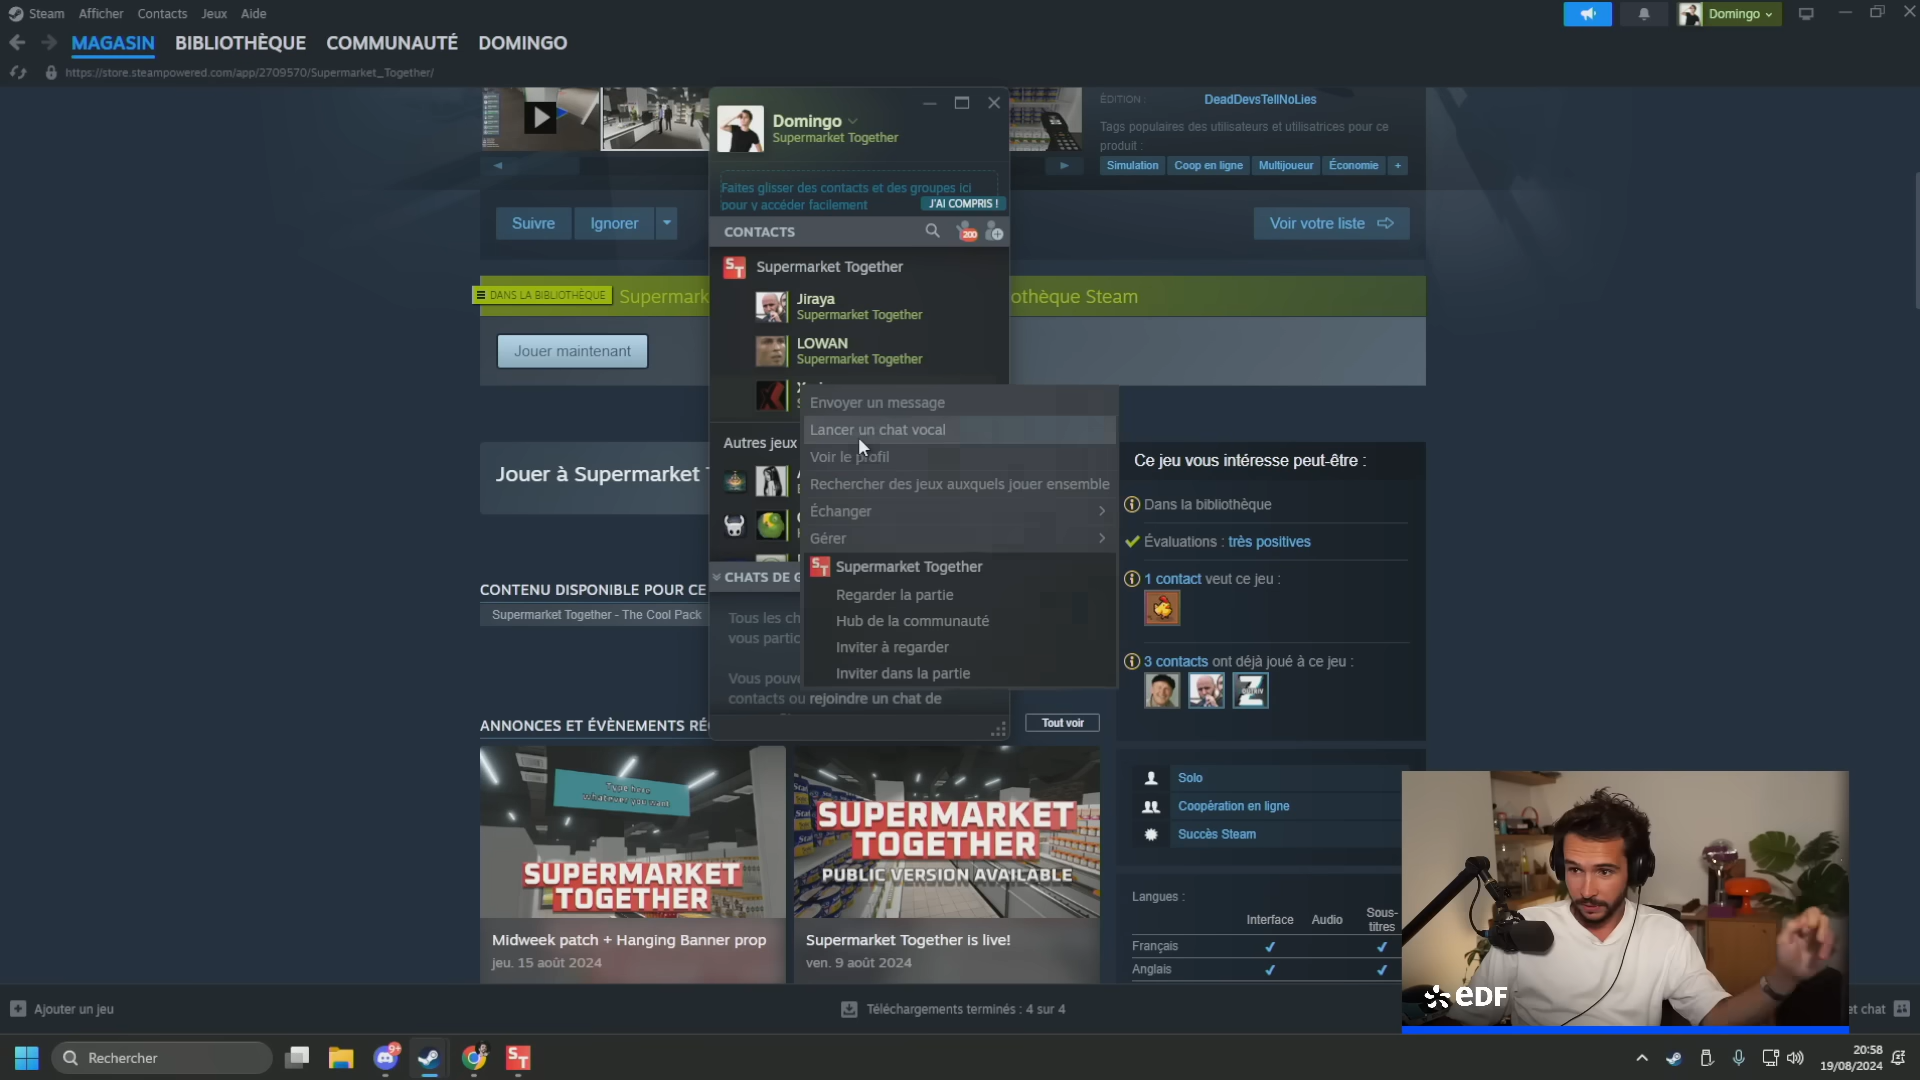 Steam Afficher Contacts Jeux Aide
Domingo
MAGASIN BIBLIOTHÈQUE COMMUNAUTÉ DOMINGO
https://store.steampowered.com/app/2709570/Supermarket_Together/
Domingo
Supermarket Together
Faites glisser des contacts et des groupes ici
pour y accéder facilement
J'AI COMPRIS !
CONTACTS
200
Supermarket Together
Jiraya
Supermarket Together
LOWAN
Supermarket Together
Autres jeux
CHATS DE G
Tous les ch
vous partic
Vous pouve
contacts ou rejoindre un chat de
Envoyer un message
Lancer un chat vocal
Voir le profil
Rechercher des jeux auxquels jouer ensemble
Échanger
Gérer
Supermarket Together
Regarder la partie
Hub de la communauté
Inviter à regarder
Inviter dans la partie
ÉDITION : DeadDevsTellNoLies
Tags populaires des utilisateurs et utilisatrices pour ce
produit :
Simulation Coop en ligne Multijoueur Économie +
Suivre Ignorer
Voir votre liste
DANS LA BIBLIOTHÈQUE Supermark
othèque Steam
Jouer maintenant
Jouer à Supermarket
CONTENU DISPONIBLE POUR CE
Supermarket Together - The Cool Pack
ANNONCES ET ÉVÈNEMENTS RÉ
Tout voir
Type here
whatever you want
SUPERMARKET
TOGETHER
Midweek patch + Hanging Banner prop
jeu. 15 août 2024
SUPERMARKET
TOGETHER
PUBLIC VERSION AVAILABLE
Supermarket Together is live!
ven. 9 août 2024
Ce jeu vous intéresse peut-être :
Dans la bibliothèque
Évaluations : très positives
1 contact veut ce jeu :
3 contacts ont déjà joué à ce jeu :
Solo
Coopération en ligne
Succès Steam
Langues :
Interface Audio Sous-
titres
Français
Anglais
eDF
Ajouter un jeu
Téléchargements terminés : 4 sur 4
et chat
Rechercher
9+
ST
20:58
19/08/2024